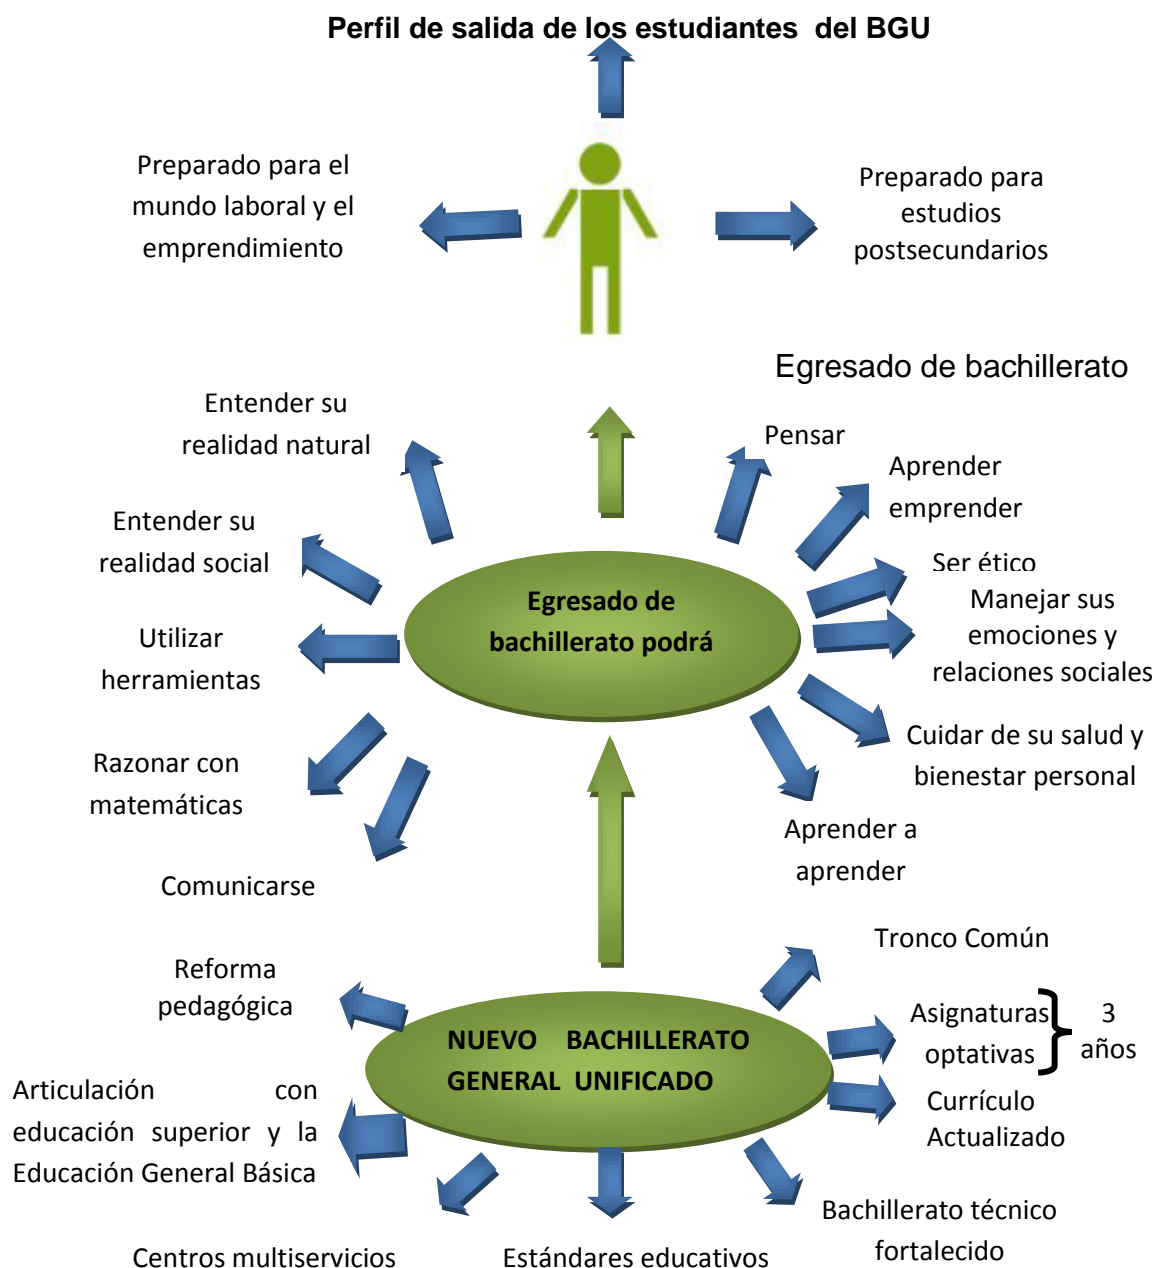 Perfil de salida de los estudiantes del BGU
Preparado para el
mundo laboral y el
emprendimiento
Preparado para
estudios
postsecundarios
Egresado de bachillerato
Entender su
realidad natural
Pensar
Aprender
emprender
Entender su
realidad social
Ser ético
Manejar sus
emociones y
relaciones sociales
Egresado de
bachillerato podrá
Utilizar
herramientas
Cuidar de su salud y
bienestar personal
Razonar con
matemáticas
Aprender a
aprender
Comunicarse
Tronco Común
Reforma
pedagógica
Asignaturas
optativas
3
años
NUEVO BACHILLERATO
GENERAL UNIFICADO
Articulación con
educación superior y la
Educación General Básica
Currículo
Actualizado
Bachillerato técnico
fortalecido
Centros multiservicios
Estándares educativos